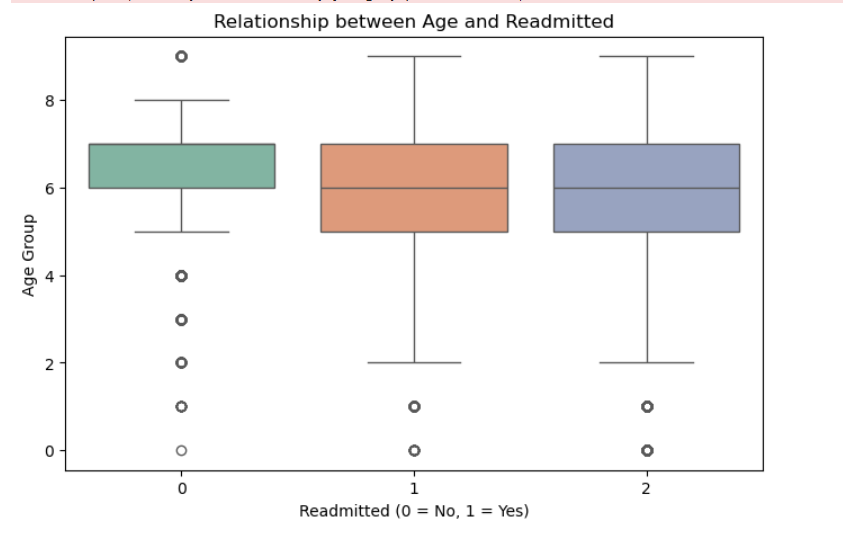 Relationship between Age and Readmitted
Age Group
8
6
4
2
0
0 1 2
Readmitted (0 = No, 1 = Yes)